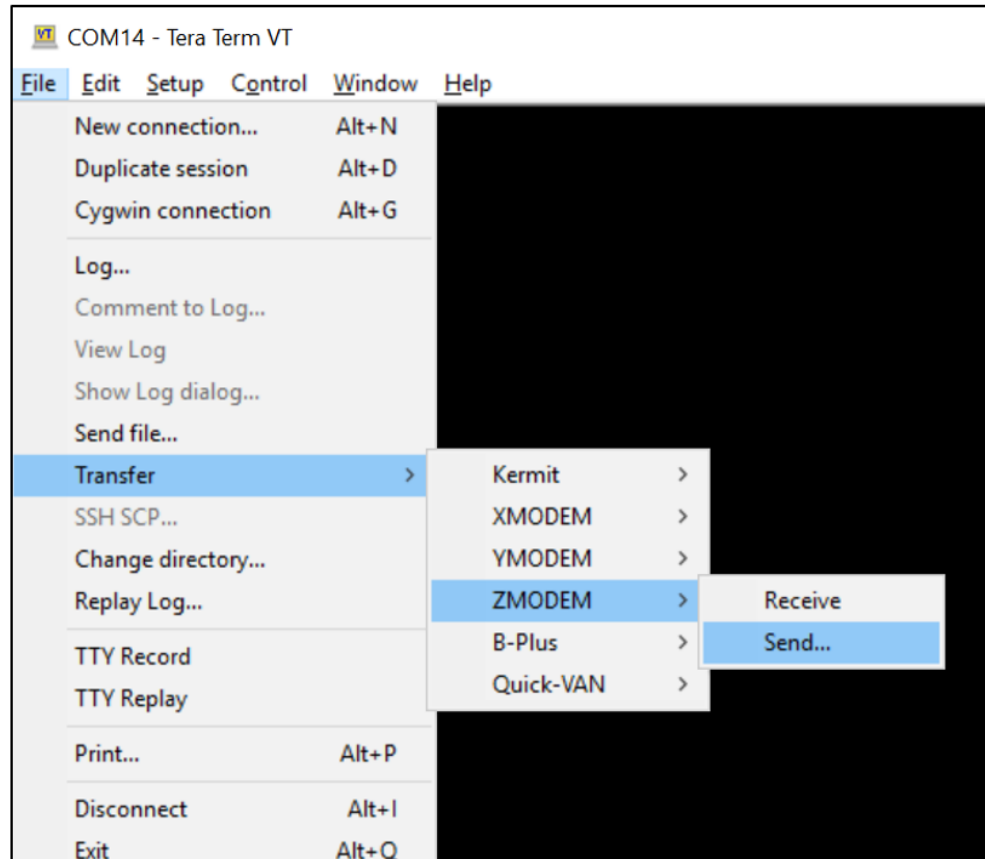 VT COM14 - Tera Term VT
File Edit Setup Control Window Help
New connection... Alt+N
Duplicate session Alt+D
Cygwin connection Alt+G
Log...
Comment to Log...
View Log
Show Log dialog...
Send file...
Transfer
Kermit
XMODEM
YMODEM
ZMODEM
B-Plus
Quick-VAN
Receive
Send...
SSH SCP...
Change directory...
Replay Log...
TTY Record
TTY Replay
Print... Alt+P
Disconnect Alt+I
Exit Alt+Q